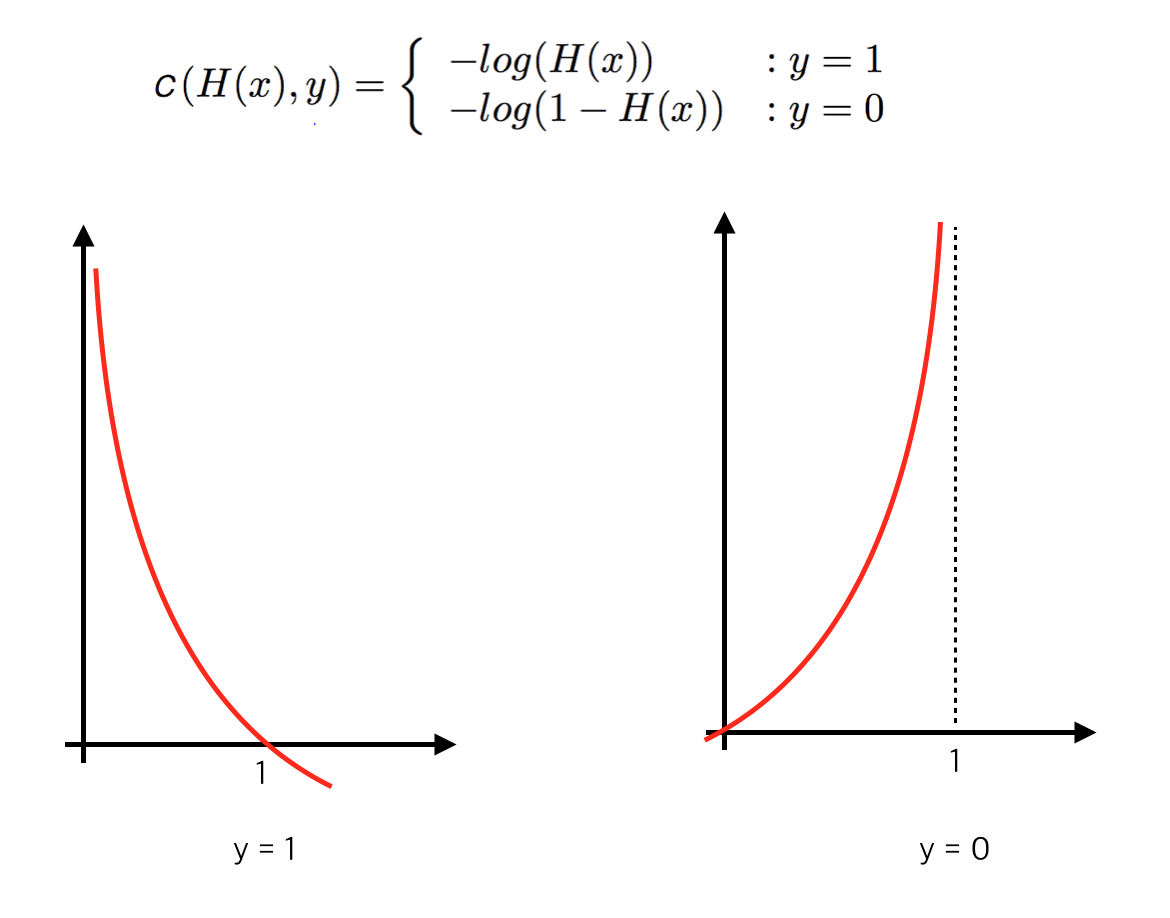 c(H(x), y) = { −log(H(x)) : y = 1
−log(1 − H(x)) : y = 0
1
1
y = 1
y = 0